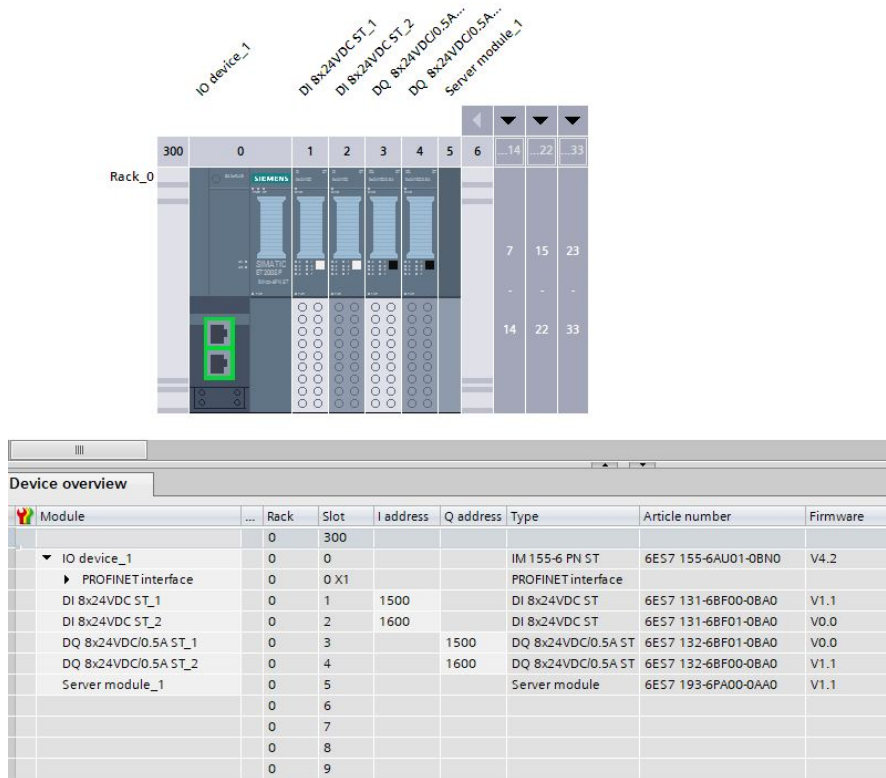 IO device_1
DI 8x24VDC ST_1
DI 8x24VDC ST_2
DQ 8x24VDC/0.5A...
DQ 8x24VDC/0.5A...
Server module_1
300 0 1 2 3 4 5 6 ...14 ...22 ...33
Rack_0
SIEMENS
7 15 23
- - -
14 22 33
SIMATIC
ET200SP
Device overview
Module ... Rack Slot I address Q address Type Article number Firmware
0 300
IO device_1 0 0 IM 155-6 PN ST 6ES7 155-6AU01-0BN0 V4.2
PROFINET interface 0 0 X1 PROFINET interface
DI 8x24VDC ST_1 0 1 1500 DI 8x24VDC ST 6ES7 131-6BF00-0BA0 V1.1
DI 8x24VDC ST_2 0 2 1600 DI 8x24VDC ST 6ES7 131-6BF01-0BA0 V0.0
DQ 8x24VDC/0.5A ST_1 0 3 1500 DQ 8x24VDC/0.5A ST 6ES7 132-6BF01-0BA0 V0.0
DQ 8x24VDC/0.5A ST_2 0 4 1600 DQ 8x24VDC/0.5A ST 6ES7 132-6BF00-0BA0 V1.1
Server module_1 0 5 Server module 6ES7 193-6PA00-0AA0 V1.1
0 6
0 7
0 8
0 9